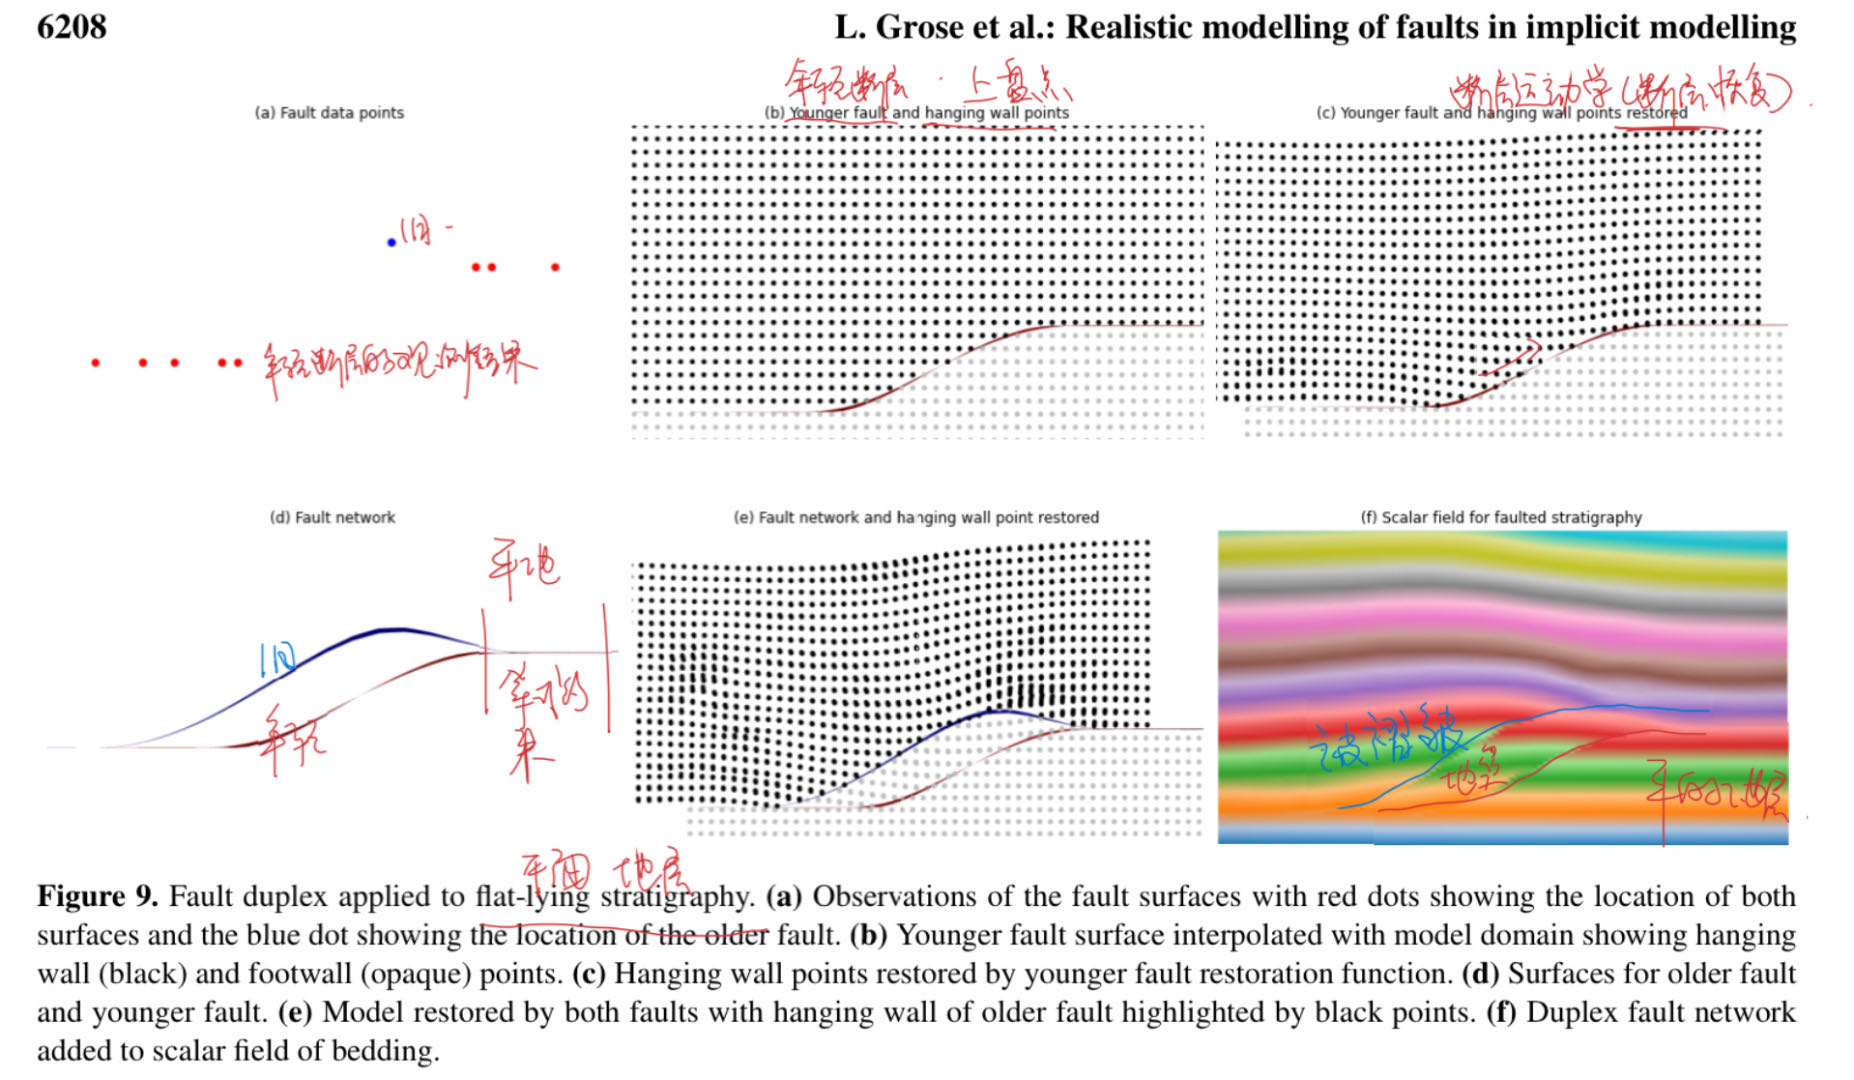 6208
L. Grose et al.: Realistic modelling of faults in implicit modelling
年轻断层 上盘点
断层运动学(断层恢复)
(a) Fault data points
(b) Younger fault and hanging wall points
(c) Younger fault and hanging wall points restored
旧
年轻断层的观测结果
(d) Fault network
(e) Fault network and hanging wall point restored
(f) Scalar field for faulted stratigraphy
平地
旧
年轻
来
被褶皱
地层
平面 地层
Figure 9. Fault duplex applied to flat-lying stratigraphy. (a) Observations of the fault surfaces with red dots showing the location of both
surfaces and the blue dot showing the location of the older fault. (b) Younger fault surface interpolated with model domain showing hanging
wall (black) and footwall (opaque) points. (c) Hanging wall points restored by younger fault restoration function. (d) Surfaces for older fault
and younger fault. (e) Model restored by both faults with hanging wall of older fault highlighted by black points. (f) Duplex fault network
added to scalar field of bedding.